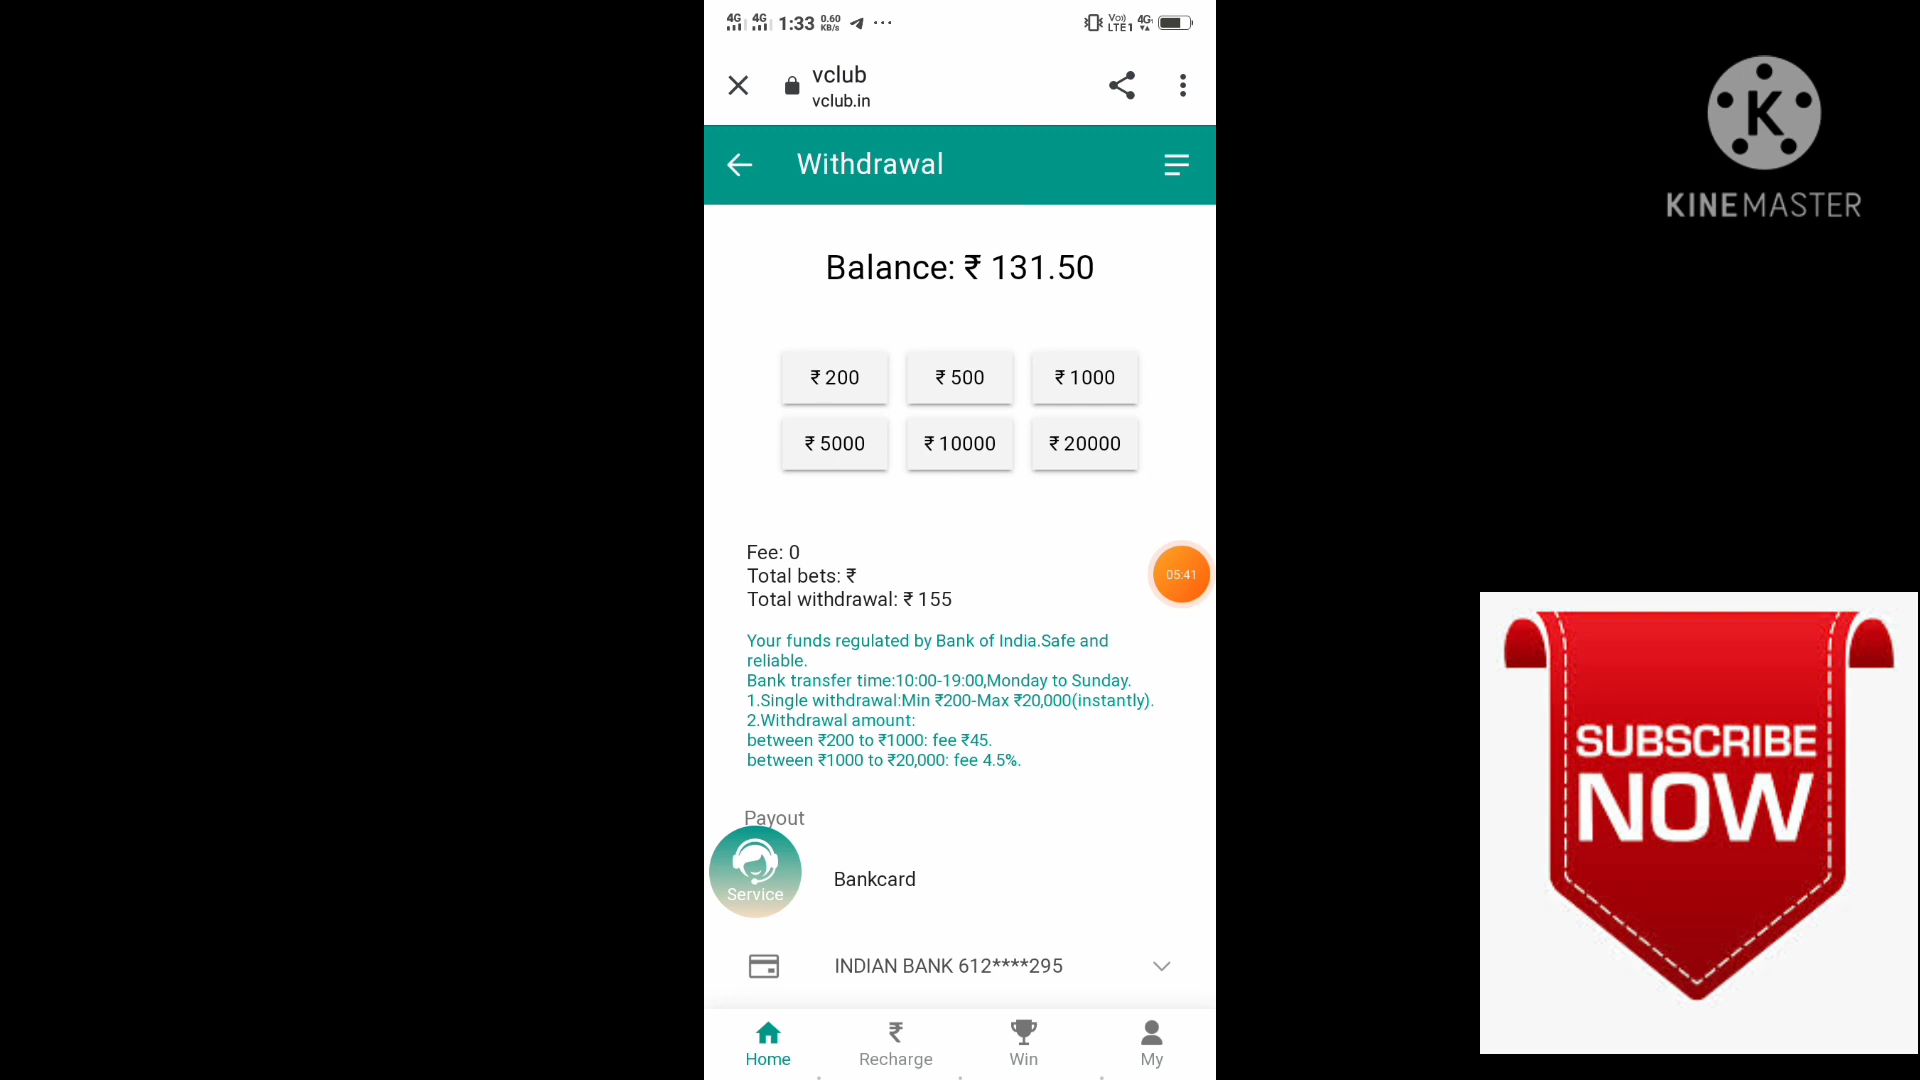 4G 4G 1:33 0.60 KB/s ... Vo)) LTE1 4G
vclub
vclub.in
K
KINEMASTER
Withdrawal
Balance: ₹ 131.50
₹ 200 ₹ 500 ₹ 1000
₹ 5000 ₹ 10000 ₹ 20000
Fee: 0
Total bets: ₹
Total withdrawal: ₹ 155
05:41
Your funds regulated by Bank of India.Safe and
reliable.
Bank transfer time:10:00-19:00,Monday to Sunday.
1.Single withdrawal:Min ₹200-Max ₹20,000(instantly).
2.Withdrawal amount:
between ₹200 to ₹1000: fee ₹45.
between ₹1000 to ₹20,000: fee 4.5%.
SUBSCRIBE
NOW
Payout
Service
Bankcard
INDIAN BANK 612****295
Home Recharge Win My